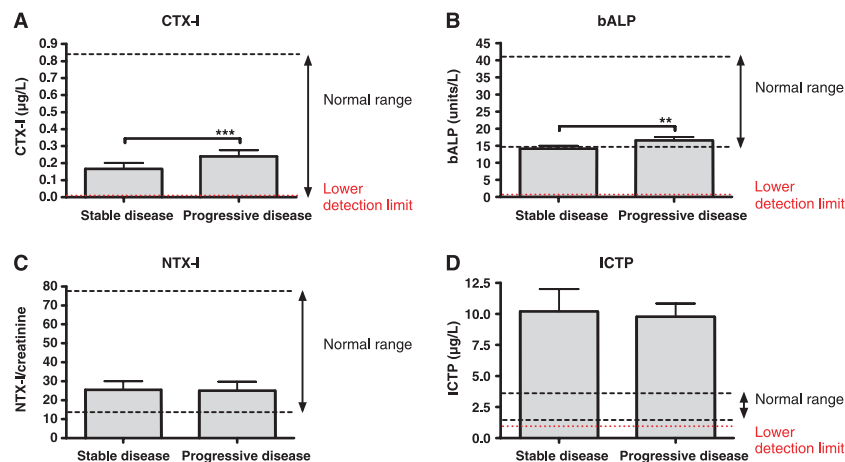 A
CTX-I
CTX-I (μg/L)
0.9
0.8
0.7
0.6
0.5
0.4
0.3
0.2
0.1
0.0
***
Normal range
Lower
detection limit
Stable disease
Progressive disease
B
bALP
bALP (units/L)
45
40
35
30
25
20
15
10
5
0
**
Normal range
Lower
detection limit
Stable disease
Progressive disease
C
NTX-I
NTX-I/creatinine
80
70
60
50
40
30
20
10
0
Normal range
Stable disease
Progressive disease
D
ICTP
ICTP (μg/L)
12.5
10.0
7.5
5.0
2.5
0.0
Normal range
Lower
detection limit
Stable disease
Progressive disease